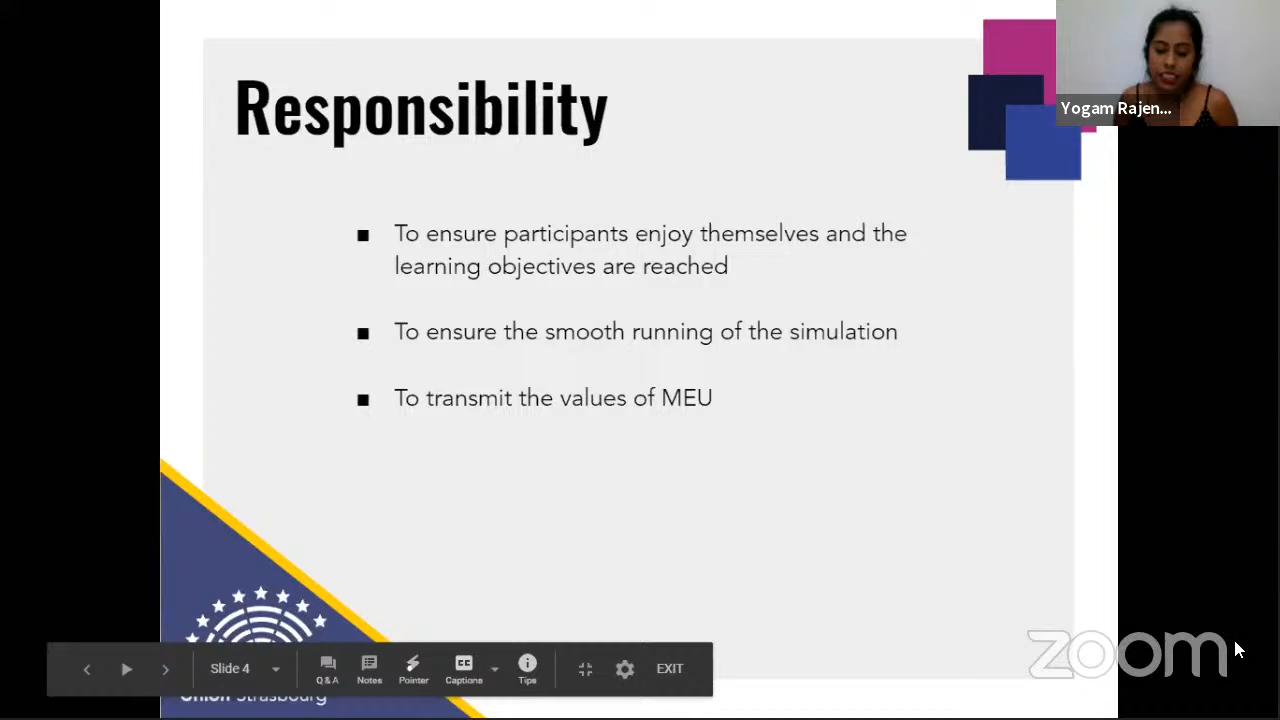 Responsibility
Yogam Rajen...
■ To ensure participants enjoy themselves and the
learning objectives are reached
■ To ensure the smooth running of the simulation
■ To transmit the values of MEU
Slide 4
Q&A
Notes
Pointer
CC
Captions
Tips
EXIT
Union Strasbourg
zoom